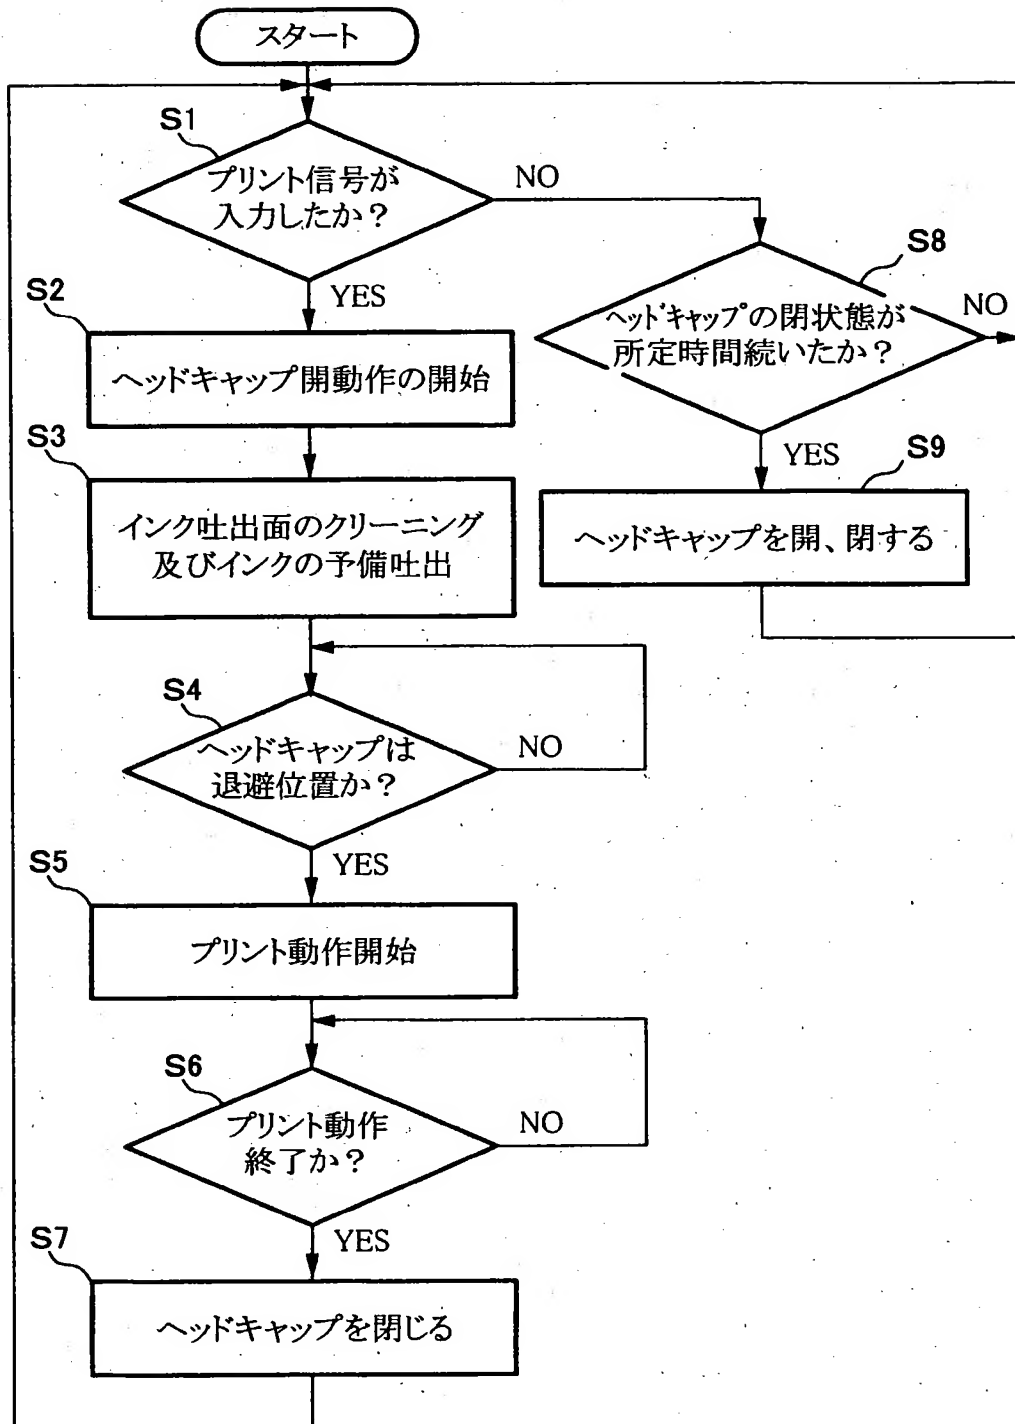 スタート
S1
プリント信号が
入力したか?
NO
YES
S2
ヘッドキャップ開動作の開始
S3
インク吐出面のクリーニング
及びインクの予備吐出
S4
ヘッドキャップは
退避位置か?
NO
YES
S5
プリント動作開始
S6
プリント動作
終了か?
NO
YES
S7
ヘッドキャップを閉じる
S8
ヘッドキャップの閉状態が
所定時間続いたか?
NO
YES
S9
ヘッドキャップを開、閉する